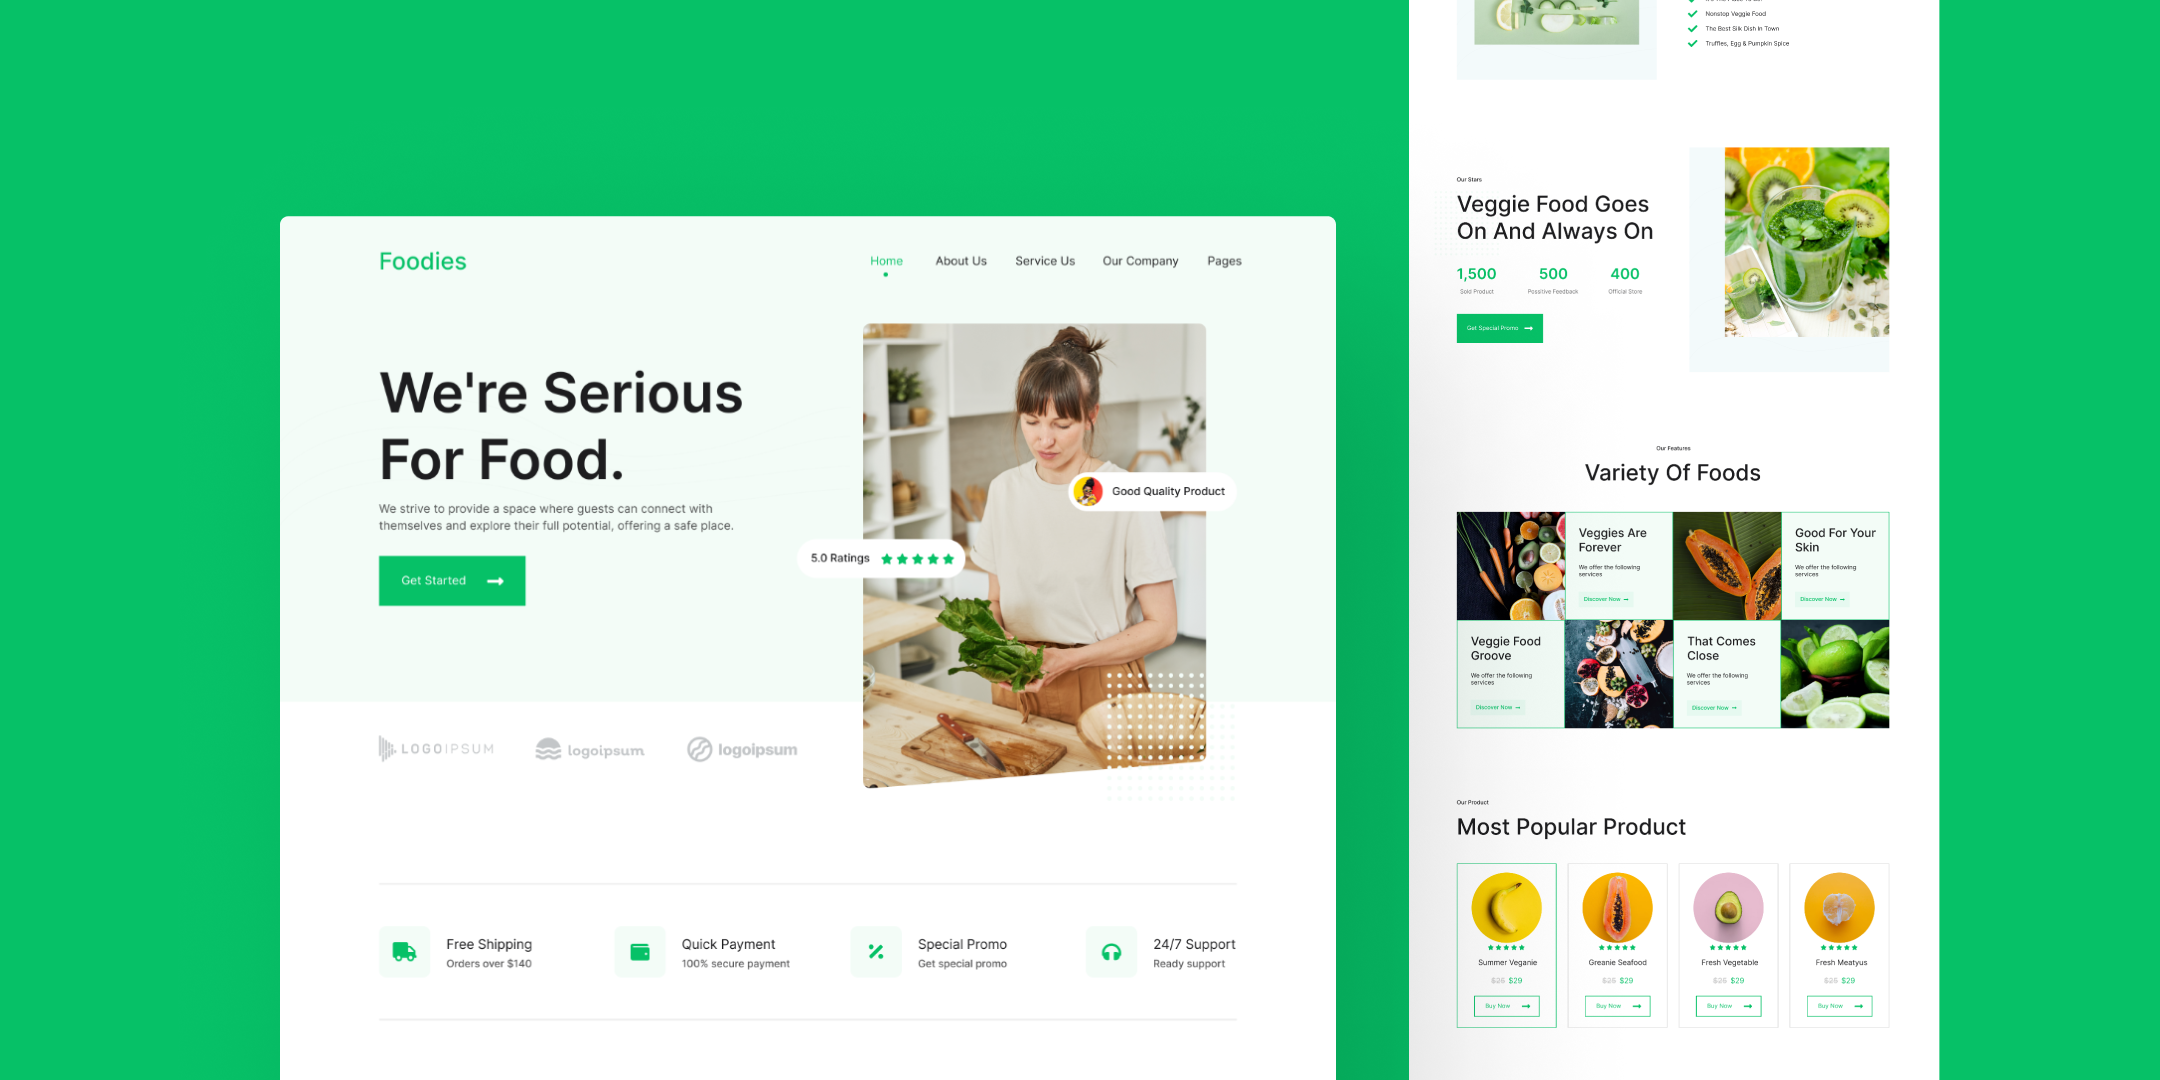 Foodies
Home
About Us
Service Us
Our Company
Pages
We're Serious
For Food.
We strive to provide a space where guests can connect with
themselves and explore their full potential, offering a safe place.
Get Started
Good Quality Product
5.0 Ratings
LOGOIPSUM
logoipsum
logoipsum
Free Shipping
Orders over $140
Quick Payment
100% secure payment
Special Promo
Get special promo
24/7 Support
Ready support
Nonstop Veggie Food
The Best Silk Dish In Town
Truffles, Egg & Pumpkin Spice
Our Stars
Veggie Food Goes
On And Always On
1,500
Sold Product
500
Possitive Feedback
400
Official Store
Get Special Promo
Our Features
Variety Of Foods
Veggies Are
Forever
We offer the following
services
Discover Now
Good For Your
Skin
We offer the following
services
Discover Now
Veggie Food
Groove
We offer the following
services
Discover Now
That Comes
Close
We offer the following
services
Discover Now
Our Product
Most Popular Product
Summer Veganie
$25 $29
Buy Now
Greanie Seafood
$25 $29
Buy Now
Fresh Vegetable
$25 $29
Buy Now
Fresh Meatyus
$25 $29
Buy Now